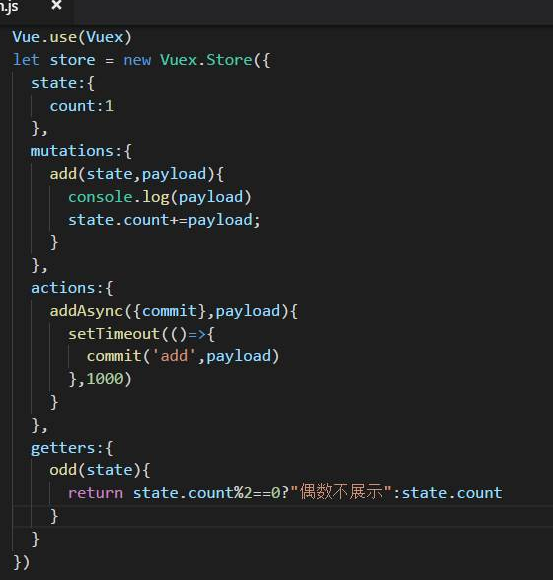 n.js ×
Vue.use(Vuex)
let store = new Vuex.Store({
  state:{
    count:1
  },
  mutations:{
    add(state,payload){
      console.log(payload)
      state.count+=payload;
    }
  },
  actions:{
    addAsync({commit},payload){
      setTimeout(()=>{
        commit('add',payload)
      },1000)
    }
  },
  getters:{
    odd(state){
      return state.count%2==0?"偶数不展示":state.count
    }
  }
})